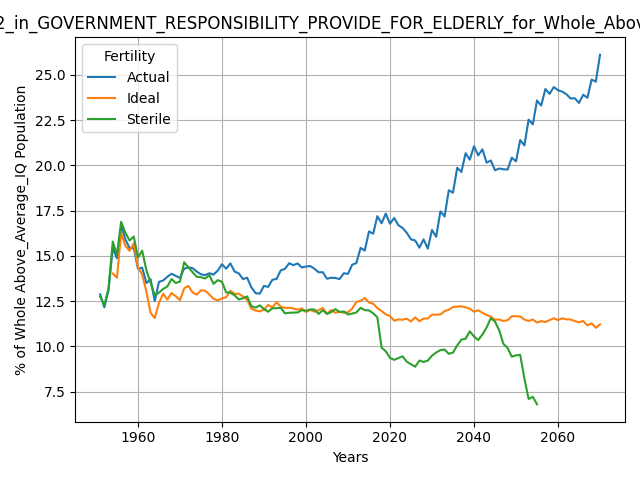 2_in_GOVERNMENT_RESPONSIBILITY_PROVIDE_FOR_ELDERLY_for_Whole_Above
Fertility
Actual
Ideal
Sterile
% of Whole Above_Average_IQ Population
25.0
22.5
20.0
17.5
15.0
12.5
10.0
7.5
1960
1980
2000
2020
2040
2060
Years